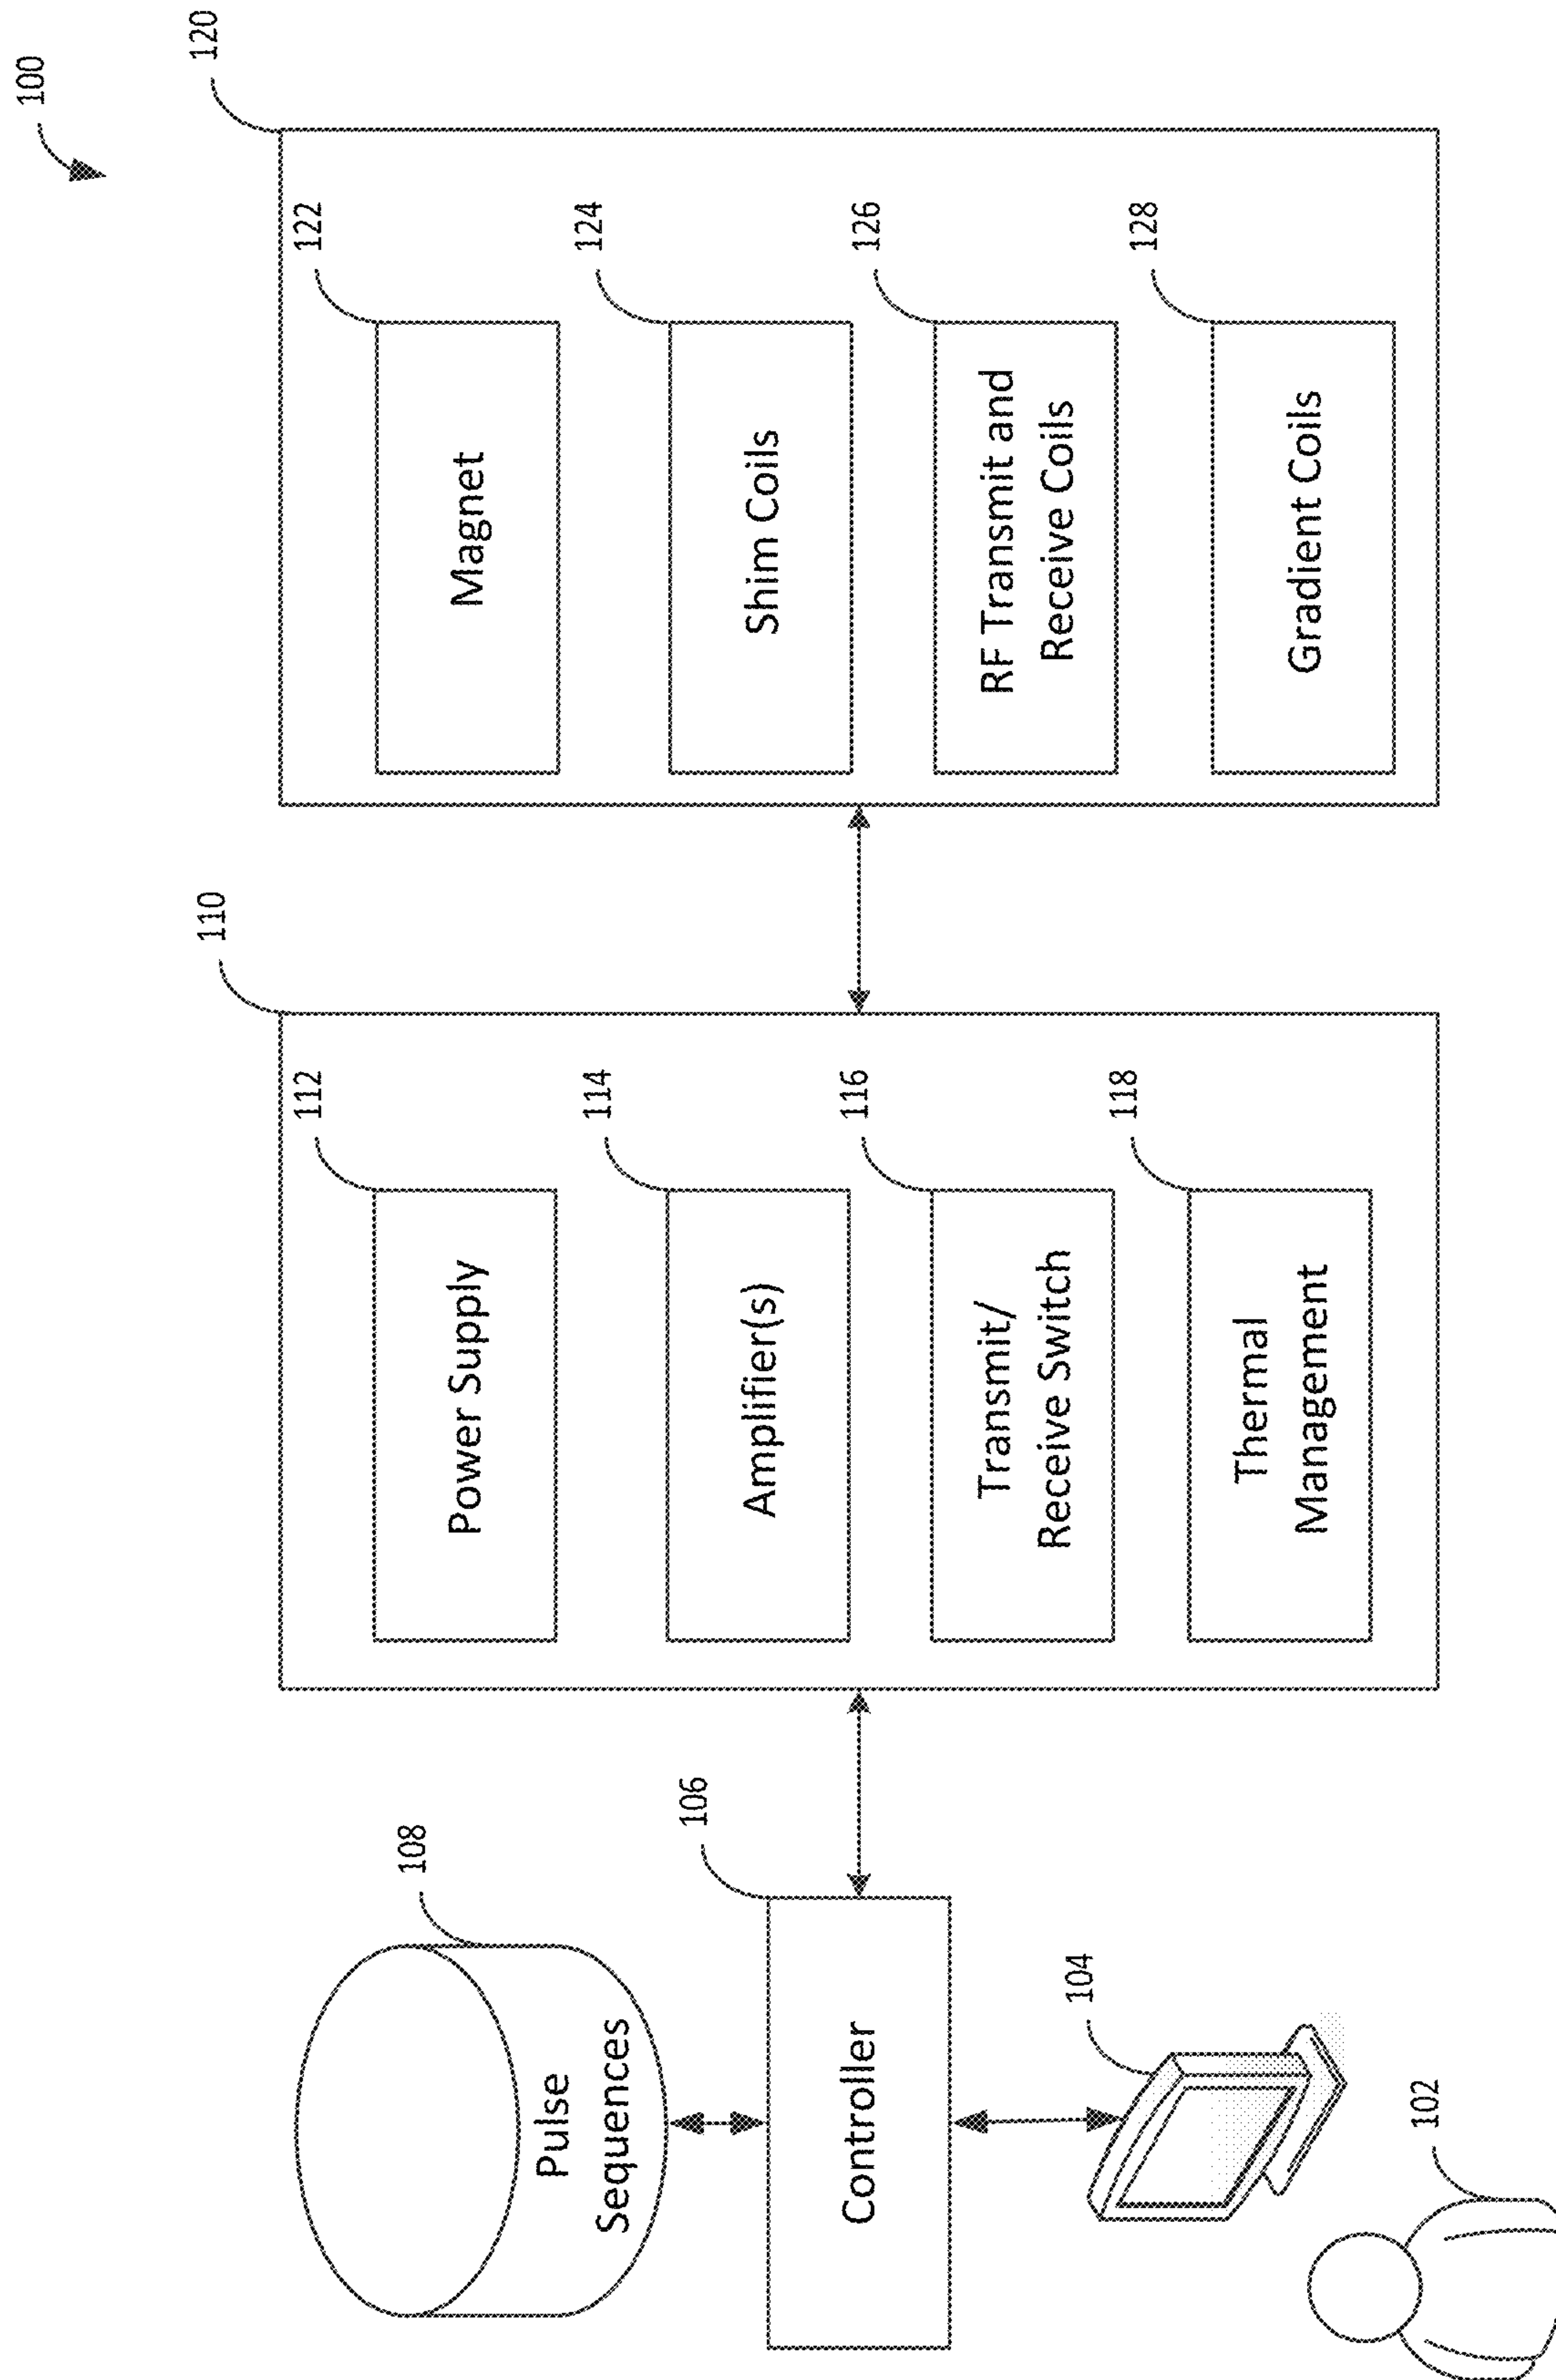 100
108
Pulse
Sequences
106
Controller
104
102
110
112
Power Supply
114
Amplifier(s)
116
Transmit/
Receive Switch
118
Thermal
Management
120
122
Magnet
124
Shim Coils
126
RF Transmit and
Receive Coils
128
Gradient Coils